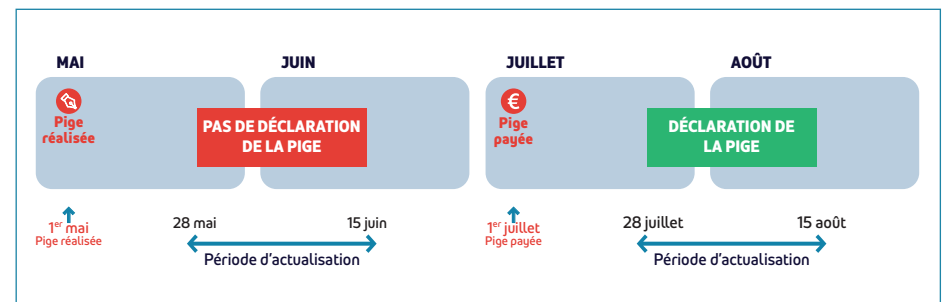 MAI
JUIN
JUILLET
AOÛT
Pige
réalisée
PAS DE DÉCLARATION
DE LA PIGE
€
Pige
payée
DÉCLARATION DE
LA PIGE
1er mai
Pige réalisée
28 mai
15 juin
Période d’actualisation
1er juillet
Pige payée
28 juillet
15 août
Période d’actualisation